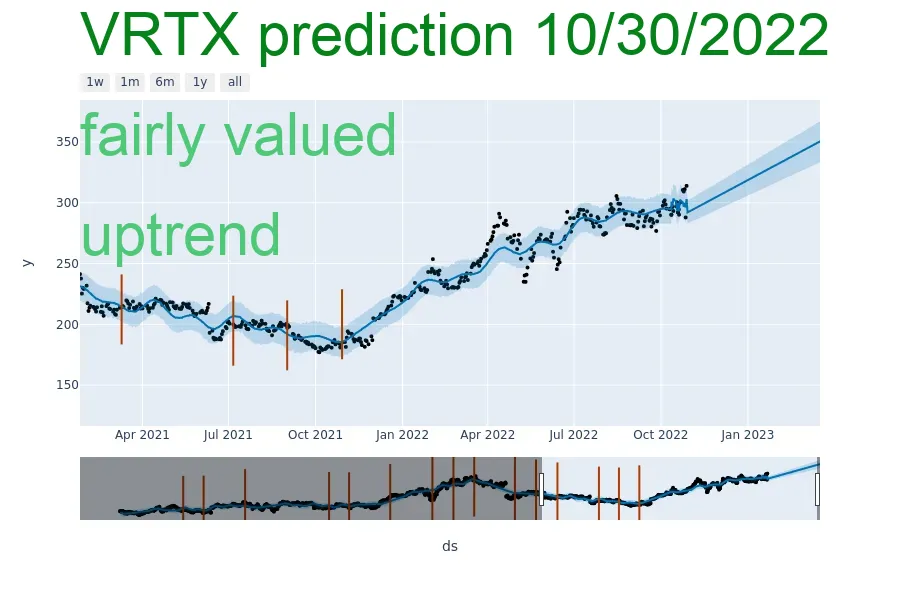 VRTX prediction 10/30/2022
1w 1m 6m 1y all
fairly valued
uptrend
350
300
250
200
150
y
Apr 2021 Jul 2021 Oct 2021 Jan 2022 Apr 2022 Jul 2022 Oct 2022 Jan 2023
ds